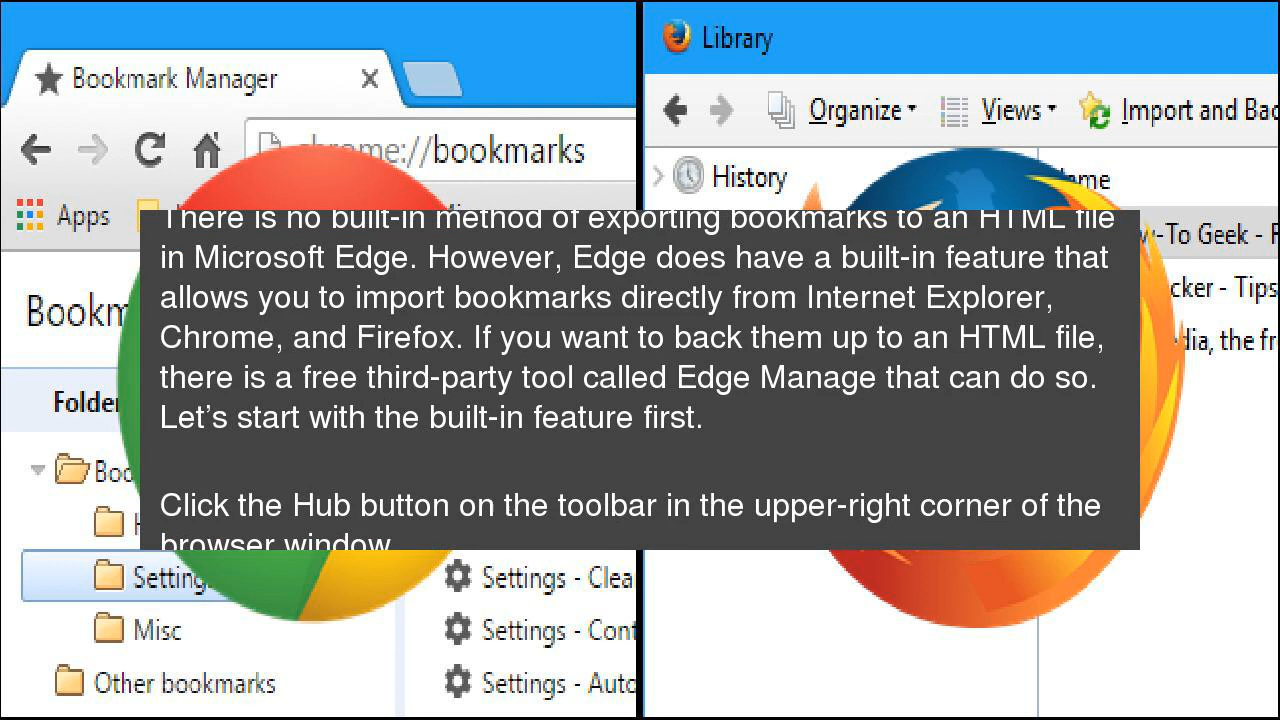 Library
Bookmark Manager
Organize
Views
Import and Bac
chrome://bookmarks
History
Apps
There is no built-in method of exporting bookmarks to an HTML file
in Microsoft Edge. However, Edge does have a built-in feature that
allows you to import bookmarks directly from Internet Explorer,
Chrome, and Firefox. If you want to back them up to an HTML file,
there is a free third-party tool called Edge Manage that can do so.
Let’s start with the built-in feature first.
Click the Hub button on the toolbar in the upper-right corner of the
browser window
w-To Geek - F
cker - Tips
dia, the fr
Bookm
Folder
Boo
Setting
Misc
Other bookmarks
Settings - Clea
Settings - Cont
Settings - Auto